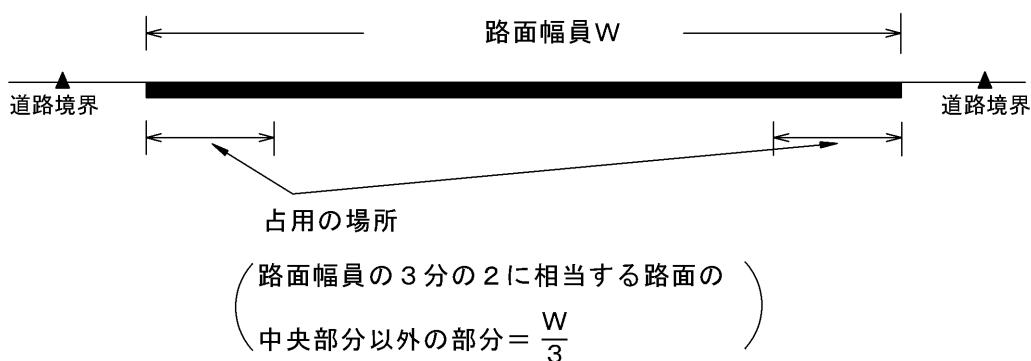 路面幅員W
道路境界
道路境界
占用の場所
(路面幅員の3分の2に相当する路面の
中央部分以外の部分=W/3)